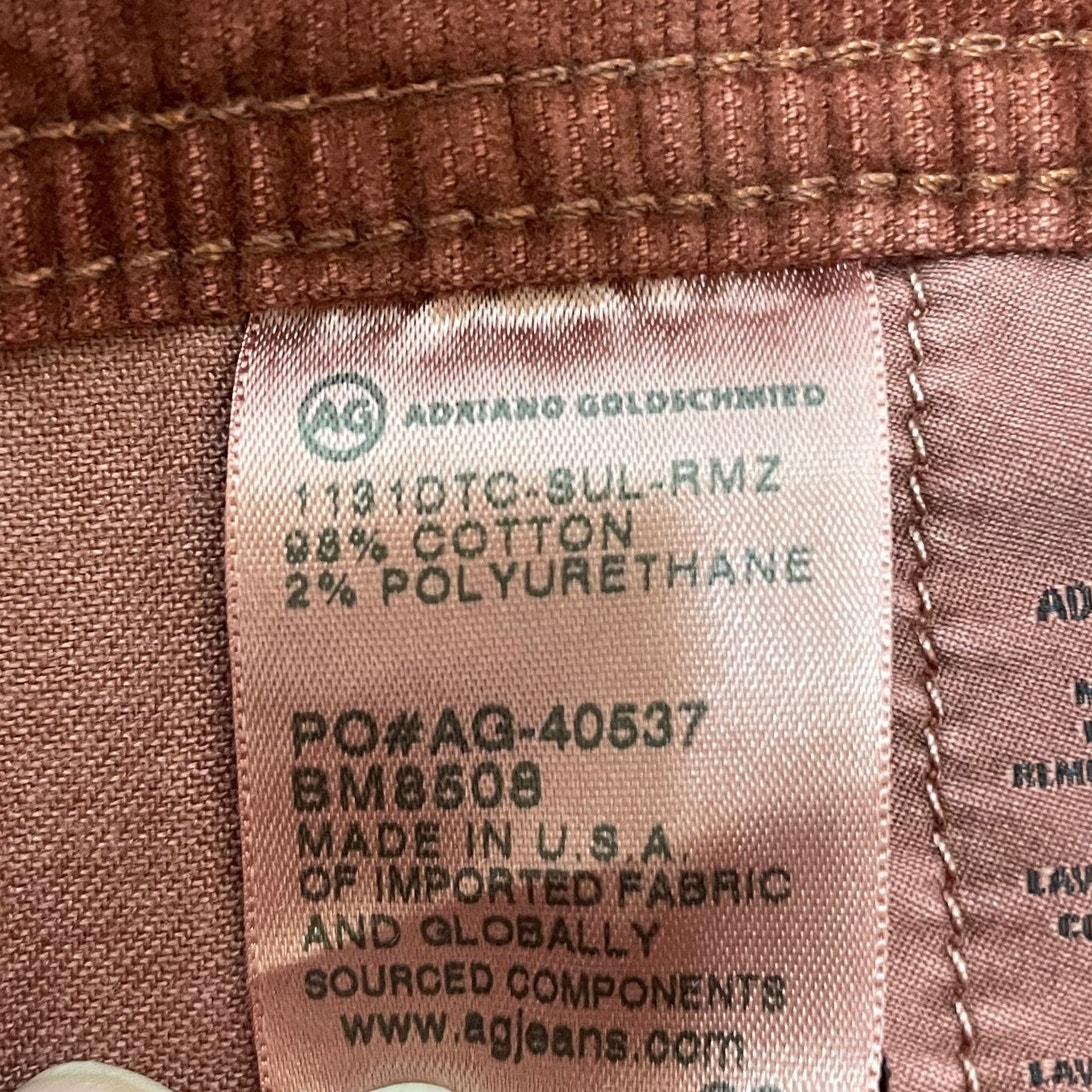 AG ADRIANO GOLDSCHMIED
1131DTC-SUL-RMZ
98% COTTON
2% POLYURETHANE
PO#AG-40537
BM8508
MADE IN U.S.A.
OF IMPORTED FABRIC
AND GLOBALLY
SOURCED COMPONENTS
www.agjeans.com